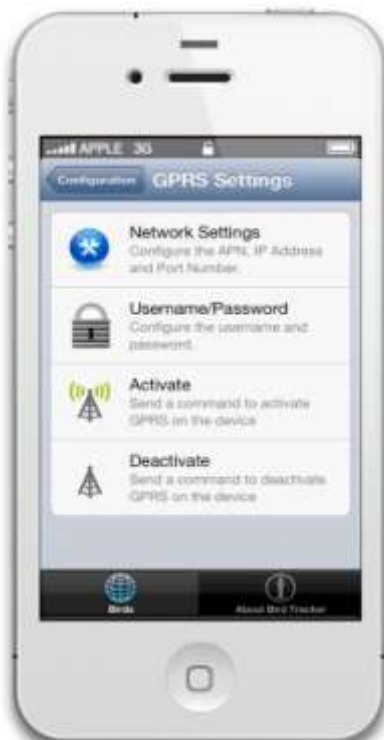 APPLE 3G
Configuration
GPRS Settings
Network Settings
Configure the APN, IP Address
and Port Number.
Username/Password
Configure the username and
password.
Activate
Send a command to activate
GPRS on the device
Deactivate
Send a command to deactivate
GPRS on the device
Birds
About Bird Tracker